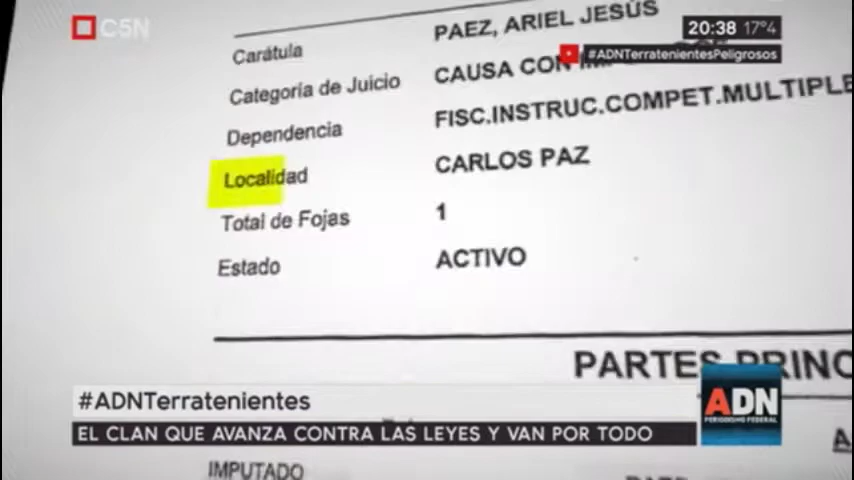 C5N
20:38 17°4
#ADNTerratenientesPeligrosos
Carátula PAEZ, ARIEL JESÚS
Categoría de Juicio CAUSA CON
Dependencia FISC.INSTRUC.COMPET.MULTIPLE
Localidad CARLOS PAZ
Total de Fojas 1
Estado ACTIVO
PARTES PRINC
#ADNTerratenientes
EL CLAN QUE AVANZA CONTRA LAS LEYES Y VAN POR TODO
ADN
PERIODISMO FEDERAL
IMPUTADO